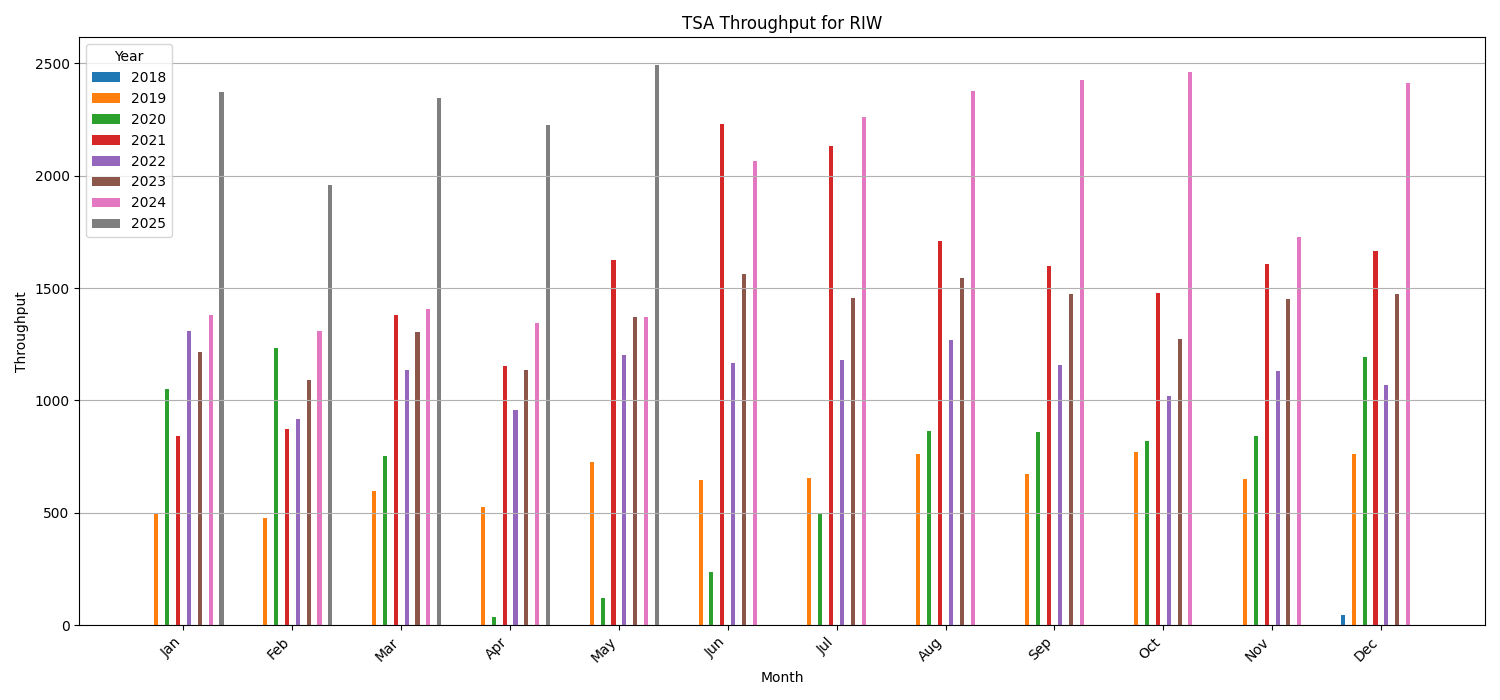 TSA Throughput for RIW
Year
2018
2019
2020
2021
2022
2023
2024
2025
Throughput
2500
2000
1500
1000
500
0
Jan
Feb
Mar
Apr
May
Jun
Jul
Aug
Sep
Oct
Nov
Dec
Month